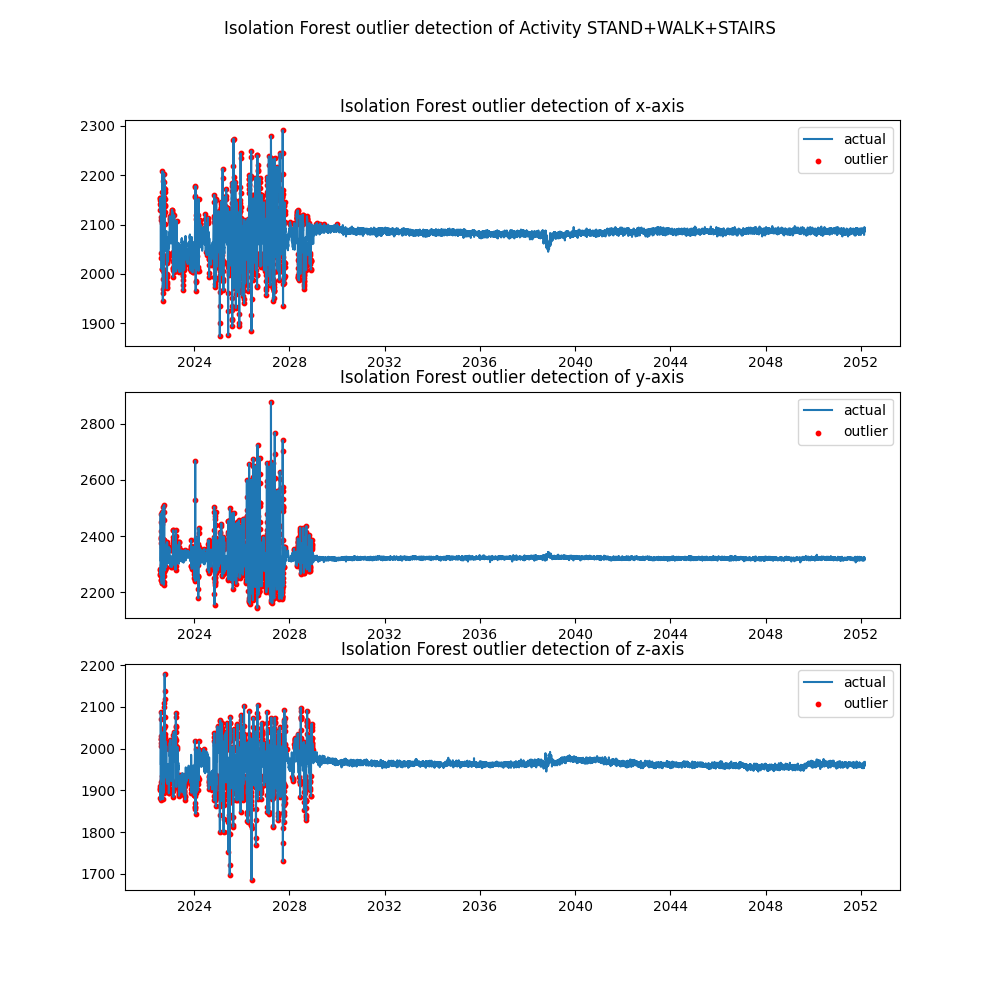 Isolation Forest outlier detection of Activity STAND+WALK+STAIRS
Isolation Forest outlier detection of x-axis
2300
2200
2100
2000
1900
actual
outlier
2024 2028 2032 2036 2040 2044 2048 2052
Isolation Forest outlier detection of y-axis
2800
2600
2400
2200
actual
outlier
2024 2028 2032 2036 2040 2044 2048 2052
Isolation Forest outlier detection of z-axis
2200
2100
2000
1900
1800
1700
actual
outlier
2024 2028 2032 2036 2040 2044 2048 2052